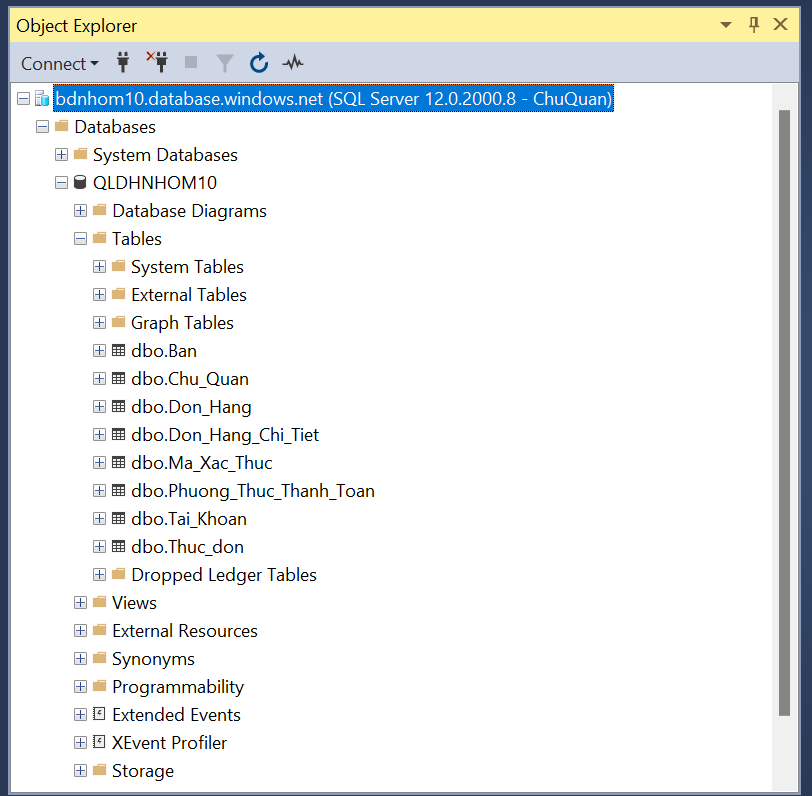 Object Explorer
Connect
bdnhom10.database.windows.net (SQL Server 12.0.2000.8 - ChuQuan)
Databases
System Databases
QLDHNHOM10
Database Diagrams
Tables
System Tables
External Tables
Graph Tables
dbo.Ban
dbo.Chu_Quan
dbo.Don_Hang
dbo.Don_Hang_Chi_Tiet
dbo.Ma_Xac_Thuc
dbo.Phuong_Thuc_Thanh_Toan
dbo.Tai_Khoan
dbo.Thuc_don
Dropped Ledger Tables
Views
External Resources
Synonyms
Programmability
Extended Events
XEvent Profiler
Storage